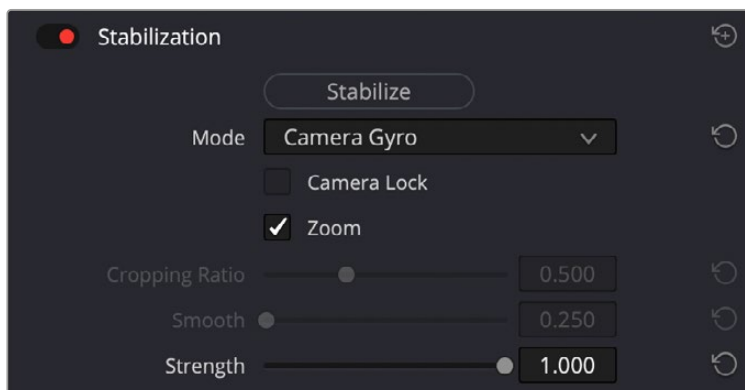 Stabilization
Stabilize
Mode Camera Gyro
Camera Lock
Zoom
Cropping Ratio 0.500
Smooth 0.250
Strength 1.000